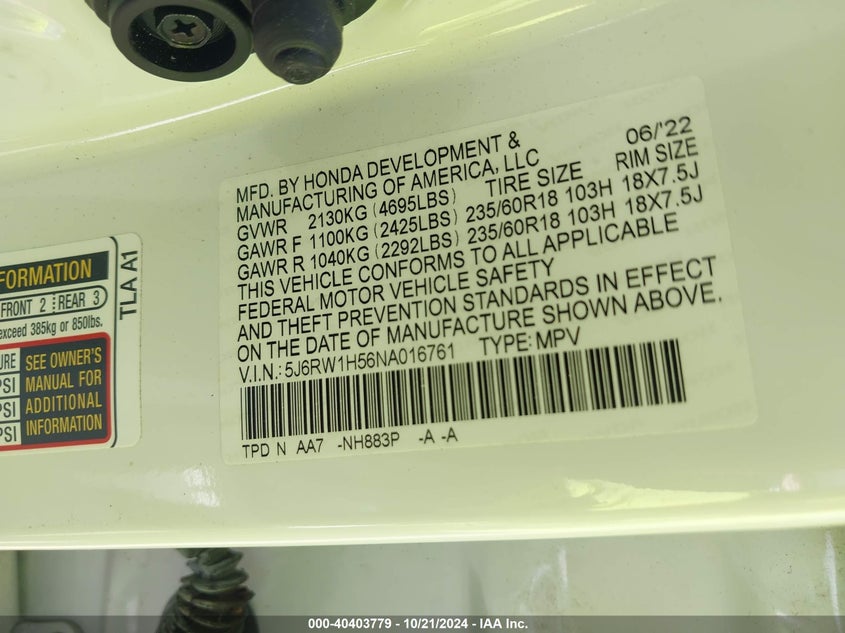 MFD. BY HONDA DEVELOPMENT & 06/'22
MANUFACTURING OF AMERICA, LLC
GVWR 2130KG (4695LBS) TIRE SIZE RIM SIZE
GAWR F 1100KG (2425LBS) 235/60R18 103H 18X7.5J
GAWR R 1040KG (2292LBS) 235/60R18 103H 18X7.5J
THIS VEHICLE CONFORMS TO ALL APPLICABLE
FEDERAL MOTOR VEHICLE SAFETY
AND THEFT PREVENTION STANDARDS IN EFFECT
ON THE DATE OF MANUFACTURE SHOWN ABOVE.
V.I.N.:5J6RW1H56NA016761 TYPE:MPV
TPD N AA7 -NH883P -A -A
FRONT 2 REAR 3
exceed 385kg or 850lbs.
SEE OWNER'S
PSI MANUAL FOR
PSI ADDITIONAL
PSI INFORMATION
TLA A1
000-40403779 - 10/21/2024 - IAA Inc.